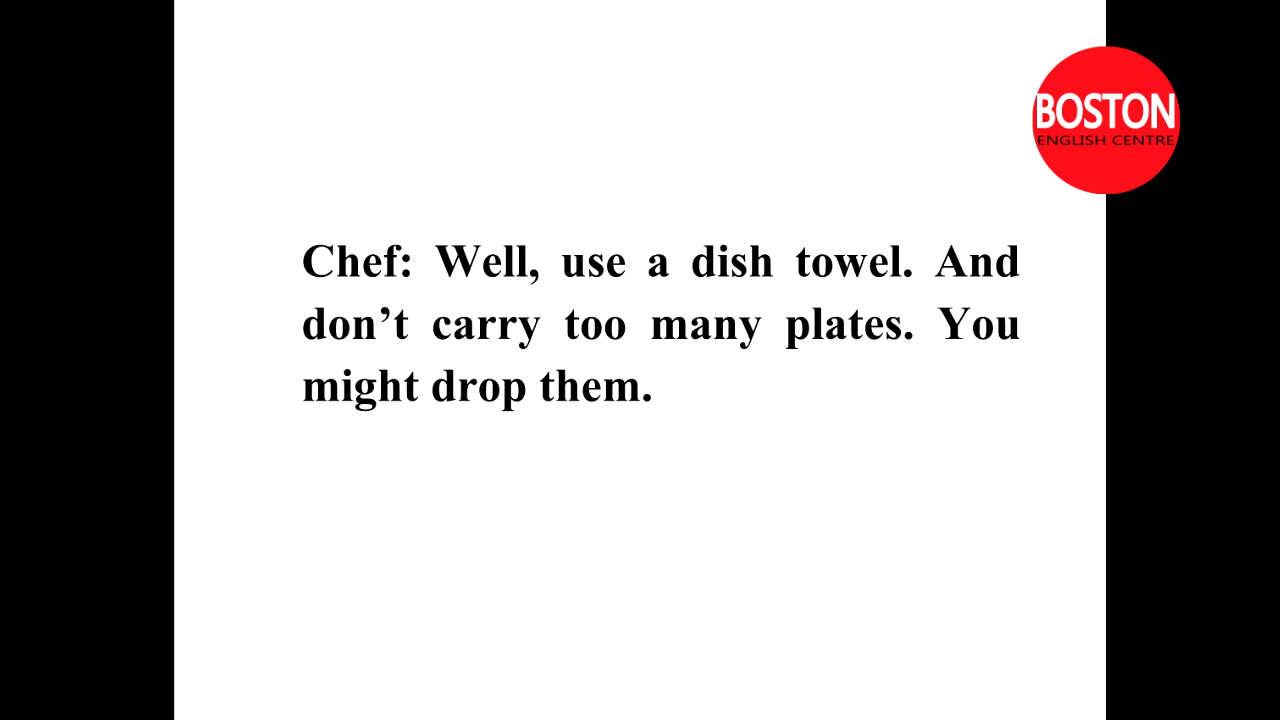 BOSTON
ENGLISH CENTRE
Chef: Well, use a dish towel. And
don’t carry too many plates. You
might drop them.